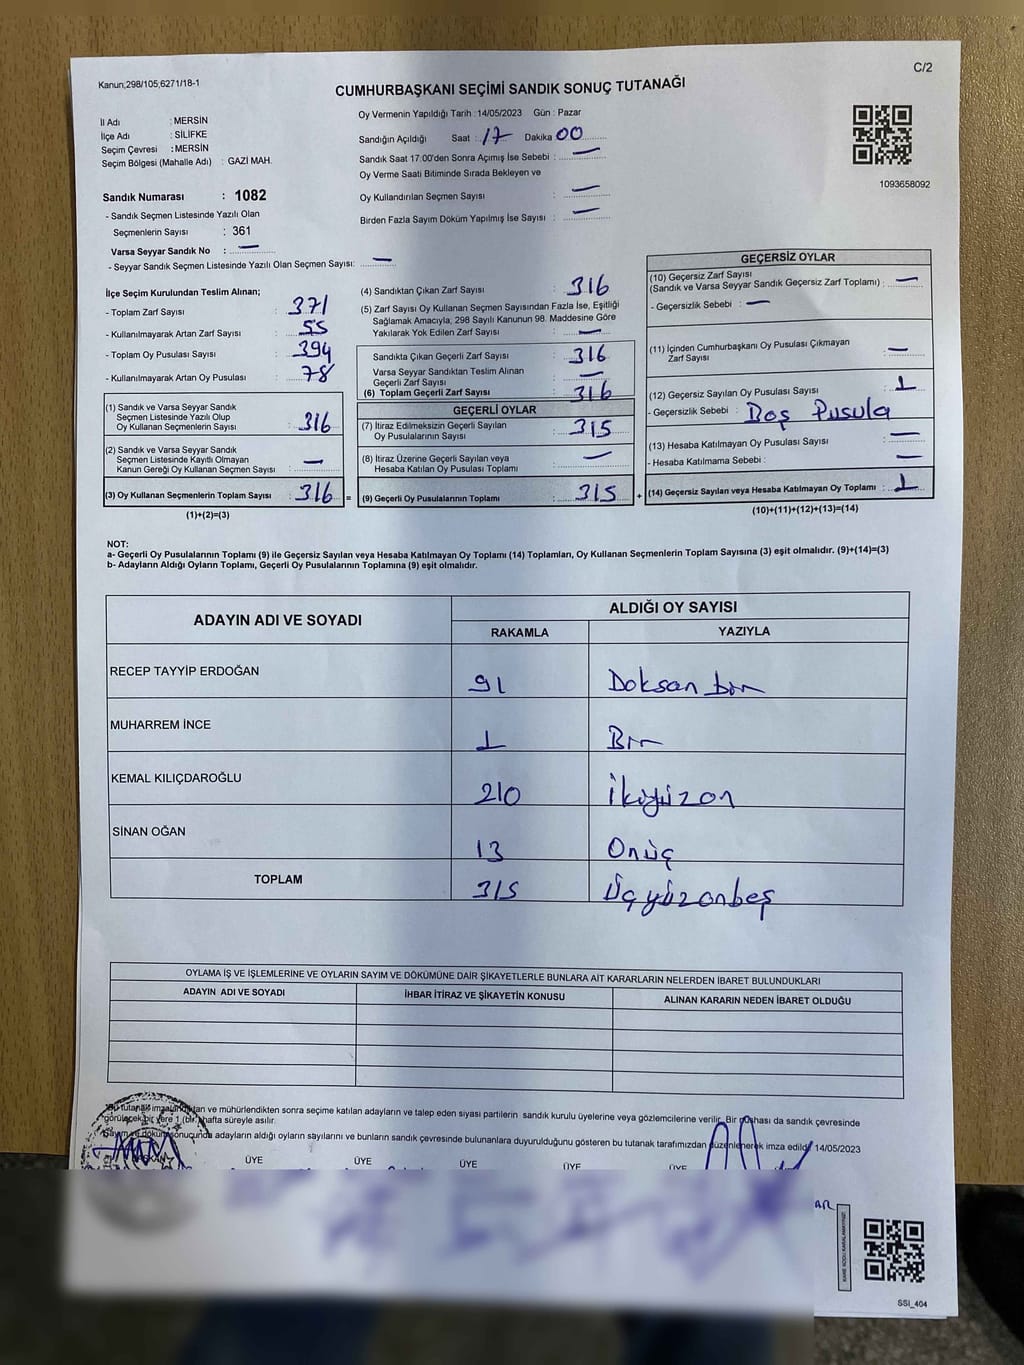 Kanun;298/105,6271/18-1
C/2
CUMHURBAŞKANI SEÇİMİ SANDIK SONUÇ TUTANAĞI
İl Adı : MERSİN
İlçe Adı : SİLİFKE
Seçim Çevresi : MERSİN
Seçim Bölgesi (Mahalle Adı) : GAZİ MAH.
Sandık Numarası : 1082
- Sandık Seçmen Listesinde Yazılı Olan
Seçmenlerin Sayısı : 361
Varsa Seyyar Sandık No : —
- Seyyar Sandık Seçmen Listesinde Yazılı Olan Seçmen Sayısı: —
Oy Vermenin Yapıldığı Tarih : 14/05/2023 Gün : Pazar
Sandığın Açıldığı Saat : 17 Dakika 00
Sandık Saat 17:00'den Sonra Açımış İse Sebebi : —
Oy Verme Saati Bitiminde Sırada Bekleyen ve
Oy Kullandırılan Seçmen Sayısı : —
Birden Fazla Sayım Döküm Yapılmış İse Sayısı : —
1093658092
İlçe Seçim Kurulundan Teslim Alınan;
- Toplam Zarf Sayısı : 371
- Kullanılmayarak Artan Zarf Sayısı : 55
- Toplam Oy Pusulası Sayısı : 394
- Kullanılmayarak Artan Oy Pusulası : 78
(1) Sandık ve Varsa Seyyar Sandık
Seçmen Listesinde Yazılı Olup
Oy Kullanan Seçmenlerin Sayısı : 316
(2) Sandık ve Varsa Seyyar Sandık
Seçmen Listesinde Kayıtlı Olmayan
Kanun Gereği Oy Kullanan Seçmen Sayısı : —
(3) Oy Kullanan Seçmenlerin Toplam Sayısı : 316 =
(1)+(2)=(3)
(4) Sandıktan Çıkan Zarf Sayısı : 316
(5) Zarf Sayısı Oy Kullanan Seçmen Sayısından Fazla İse, Eşitliği
Sağlamak Amacıyla, 298 Sayılı Kanunun 98. Maddesine Göre
Yakılarak Yok Edilen Zarf Sayısı : —
Sandıkta Çıkan Geçerli Zarf Sayısı : 316
Varsa Seyyar Sandıktan Teslim Alınan
Geçerli Zarf Sayısı : —
(6) Toplam Geçerli Zarf Sayısı : 316
GEÇERLİ OYLAR
(7) İtiraz Edilmeksizin Geçerli Sayılan
Oy Pusulalarının Sayısı : 315
(8) İtiraz Üzerine Geçerli Sayılan veya
Hesaba Katılan Oy Pusulası Toplamı : —
(9) Geçerli Oy Pusulalarının Toplamı : 315 +
GEÇERSİZ OYLAR
(10) Geçersiz Zarf Sayısı
(Sandık ve Varsa Seyyar Sandık Geçersiz Zarf Toplamı) : —
- Geçersizlik Sebebi : —
(11) İçinden Cumhurbaşkanı Oy Pusulası Çıkmayan
Zarf Sayısı : —
(12) Geçersiz Sayılan Oy Pusulası Sayısı : 1
- Geçersizlik Sebebi : Boş Pusula
(13) Hesaba Katılmayan Oy Pusulası Sayısı : —
- Hesaba Katılmama Sebebi : —
(14) Geçersiz Sayılan veya Hesaba Katılmayan Oy Toplamı : 1
(10)+(11)+(12)+(13)=(14)
NOT:
a- Geçerli Oy Pusulalarının Toplamı (9) ile Geçersiz Sayılan veya Hesaba Katılmayan Oy Toplamı (14) Toplamları, Oy Kullanan Seçmenlerin Toplam Sayısına (3) eşit olmalıdır. (9)+(14)=(3)
b- Adayların Aldığı Oyların Toplamı, Geçerli Oy Pusulalarının Toplamına (9) eşit olmalıdır.
ADAYIN ADI VE SOYADI
ALDIĞI OY SAYISI
RAKAMLA YAZIYLA
RECEP TAYYİP ERDOĞAN 91 Doksan bir
MUHARREM İNCE 1 Bir
KEMAL KILIÇDAROĞLU 210 İkiyüzon
SİNAN OĞAN 13 Onüç
TOPLAM 315 Üçyüzonbeş
OYLAMA İŞ VE İŞLEMLERİNE VE OYLARIN SAYIM VE DÖKÜMÜNE DAİR ŞİKAYETLERLE BUNLARA AİT KARARLARIN NELERDEN İBARET BULUNDUKLARI
ADAYIN ADI VE SOYADI İHBAR İTİRAZ VE ŞİKAYETİN KONUSU ALINAN KARARIN NEDEN İBARET OLDUĞU
Bu tutanak imzalandıktan ve mühürlendikten sonra seçime katılan adayların ve talep eden siyasi partilerin sandık kurulu üyelerine veya gözlemcilerine verilir. Bir nüshası da sandık çevresinde
görülecek bir yere 1 (bir) hafta süreyle asılır.
Sayım ve döküm sonuçunda adayların aldığı oyların sayılarını ve bunların sandık çevresinde bulunanlara duyurulduğunu gösteren bu tutanak tarafımızdan düzenlenerek imza edildi. 14/05/2023
BAŞKAN ÜYE ÜYE ÜYE ÜYE ÜYE
KARE KODU KARALAMAYINIZ!
SSİ_404